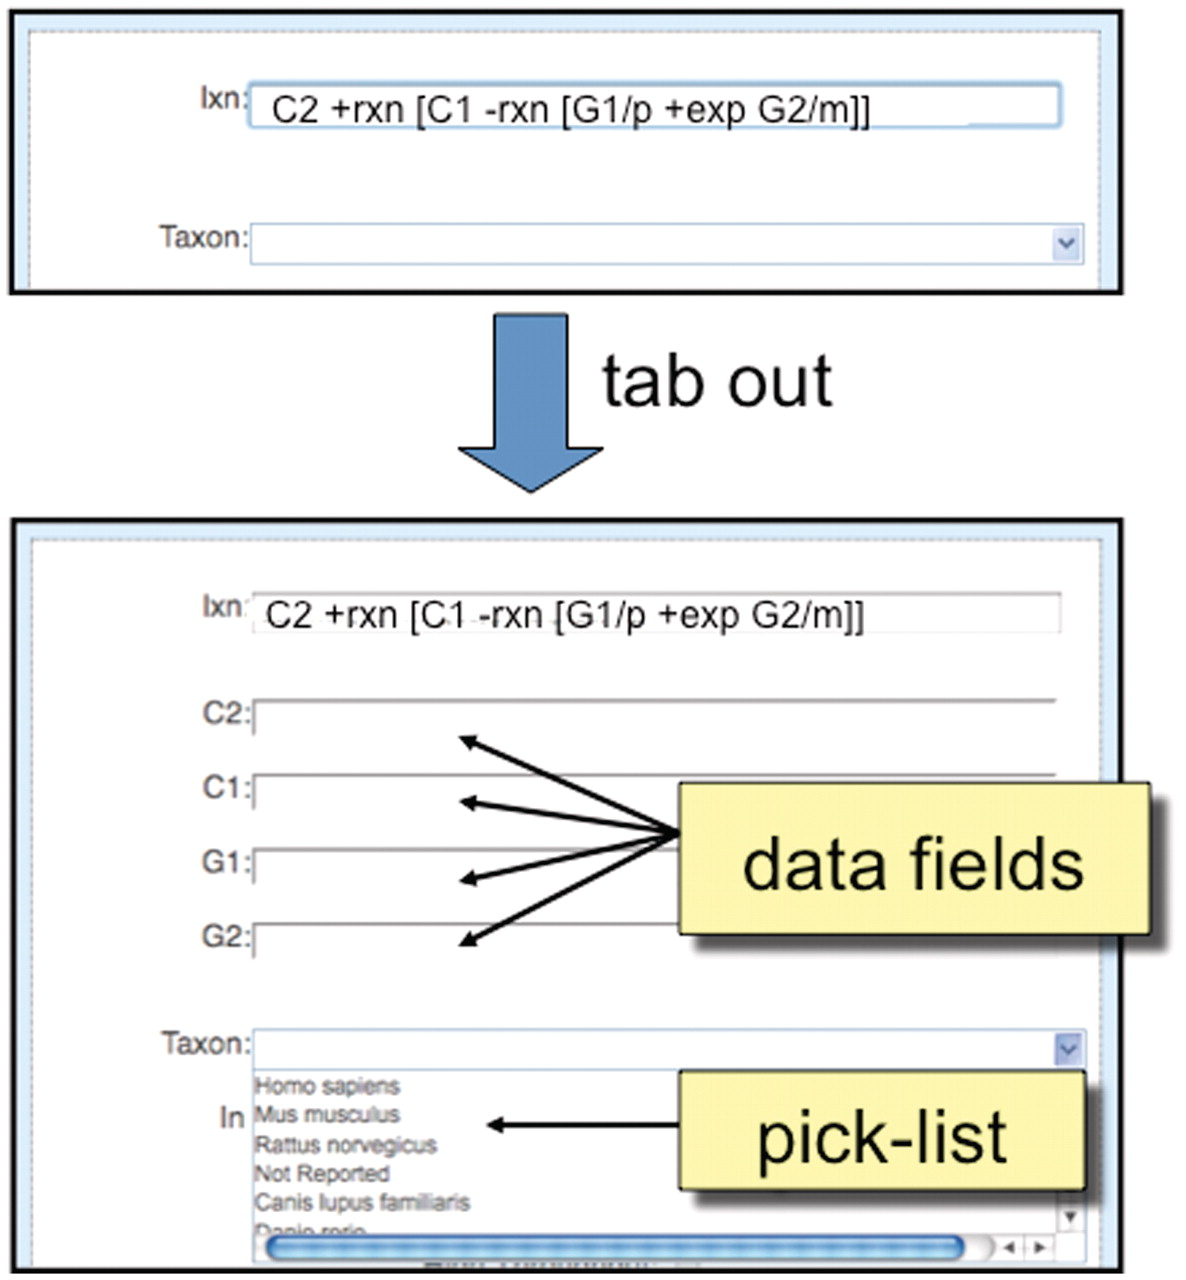 Ixn: C2 +rxn [C1 -rxn [G1/p +exp G2/m]]
Taxon:
tab out
Ixn: C2 +rxn [C1 -rxn [G1/p +exp G2/m]]
C2:
C1:
G1:
G2:
data fields
Taxon:
Homo sapiens
In Mus musculus
Rattus norvegicus
Not Reported
Canis lupus familiaris
Danio rerio
pick-list